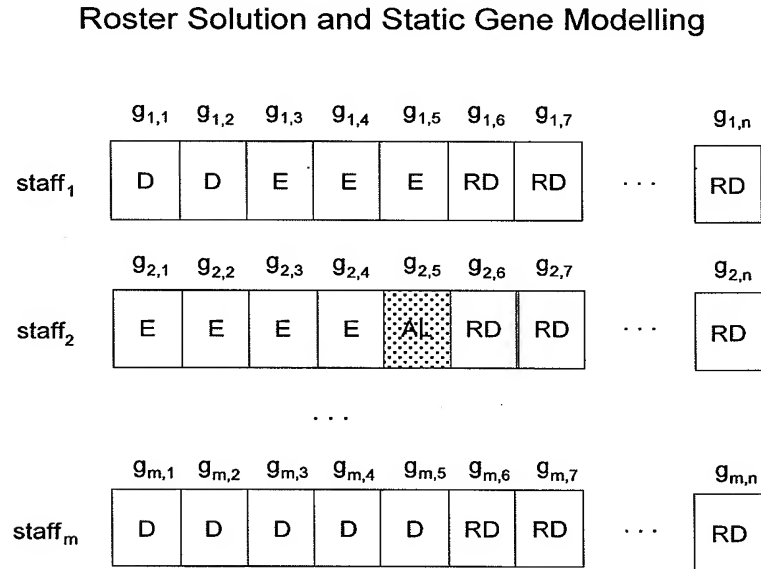 Roster Solution and Static Gene Modelling
g1,1 g1,2 g1,3 g1,4 g1,5 g1,6 g1,7 g1,n
staff1 D D E E E RD RD ... RD
g2,1 g2,2 g2,3 g2,4 g2,5 g2,6 g2,7 g2,n
staff2 E E E E AL RD RD ... RD
...
gm,1 gm,2 gm,3 gm,4 gm,5 gm,6 gm,7 gm,n
staffm D D D D D RD RD ... RD